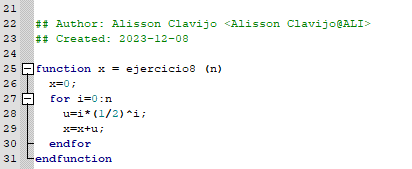 21
22 ## Author: Alisson Clavijo <Alisson Clavijo@ALI>
23 ## Created: 2023-12-08
24
25 function x = ejercicio8 (n)
26 x=0;
27 for i=0:n
28 u=i*(1/2)^i;
29 x=x+u;
30 endfor
31 endfunction